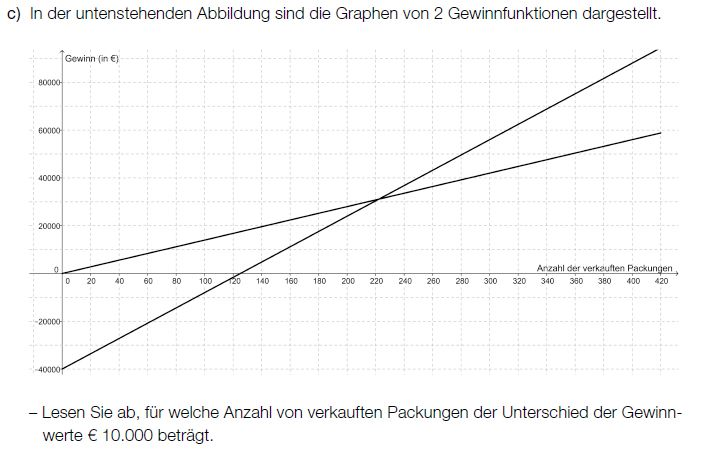 c) In der untenstehenden Abbildung sind die Graphen von 2 Gewinnfunktionen dargestellt.
Gewinn (in €)
80000
60000
40000
20000
0
Anzahl der verkauften Packungen
0 20 40 60 80 100 120 140 160 180 200 220 240 260 280 300 320 340 360 380 400 420
-20000
-40000
– Lesen Sie ab, für welche Anzahl von verkauften Packungen der Unterschied der Gewinn-
werte € 10.000 beträgt.